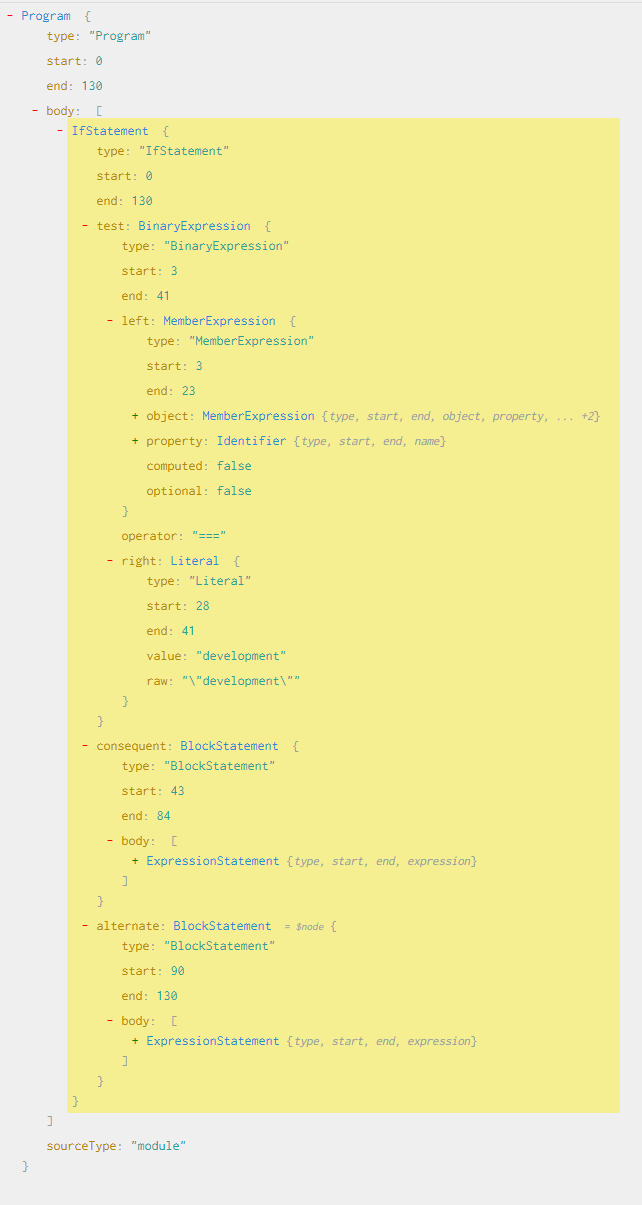 - Program {
type: "Program"
start: 0
end: 130
- body: [
- IfStatement {
type: "IfStatement"
start: 0
end: 130
- test: BinaryExpression {
type: "BinaryExpression"
start: 3
end: 41
- left: MemberExpression {
type: "MemberExpression"
start: 3
end: 23
+ object: MemberExpression {type, start, end, object, property, ... +2}
+ property: Identifier {type, start, end, name}
computed: false
optional: false
}
operator: "==="
- right: Literal {
type: "Literal"
start: 28
end: 41
value: "development"
raw: "\"development\""
}
}
- consequent: BlockStatement {
type: "BlockStatement"
start: 43
end: 84
- body: [
+ ExpressionStatement {type, start, end, expression}
]
}
- alternate: BlockStatement = $node {
type: "BlockStatement"
start: 90
end: 130
- body: [
+ ExpressionStatement {type, start, end, expression}
]
}
}
]
sourceType: "module"
}